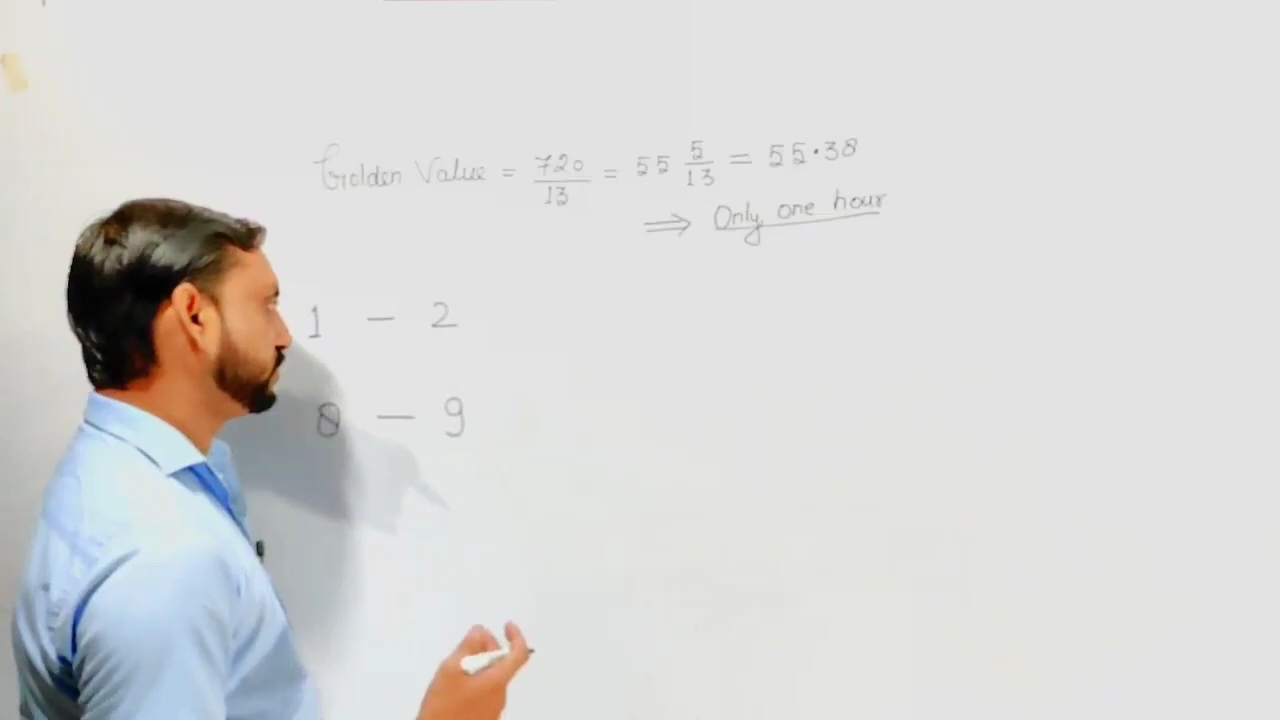 Golden Value = 720/13 = 55 5/13 = 55.38
⇒ Only one hour
1 – 2
8 – 9